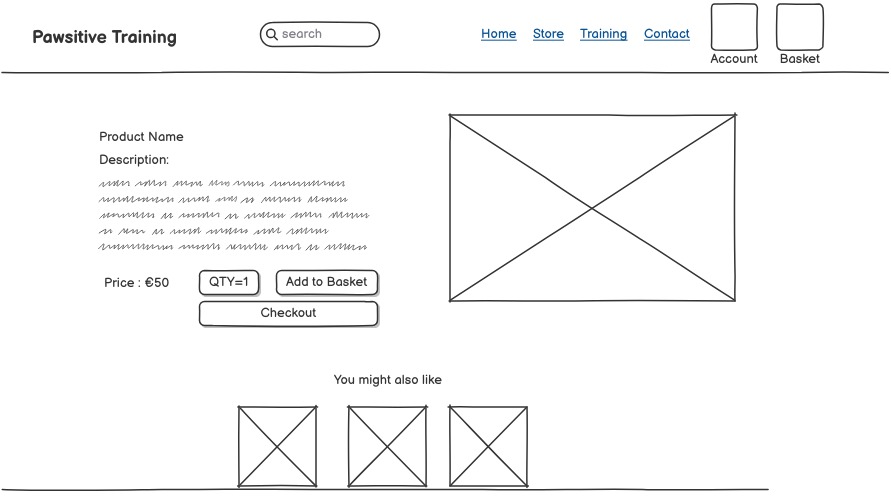 Pawsitive Training
search
Home Store Training Contact
Account Basket
Product Name
Description:
Price : €50 QTY=1 Add to Basket
Checkout
You might also like